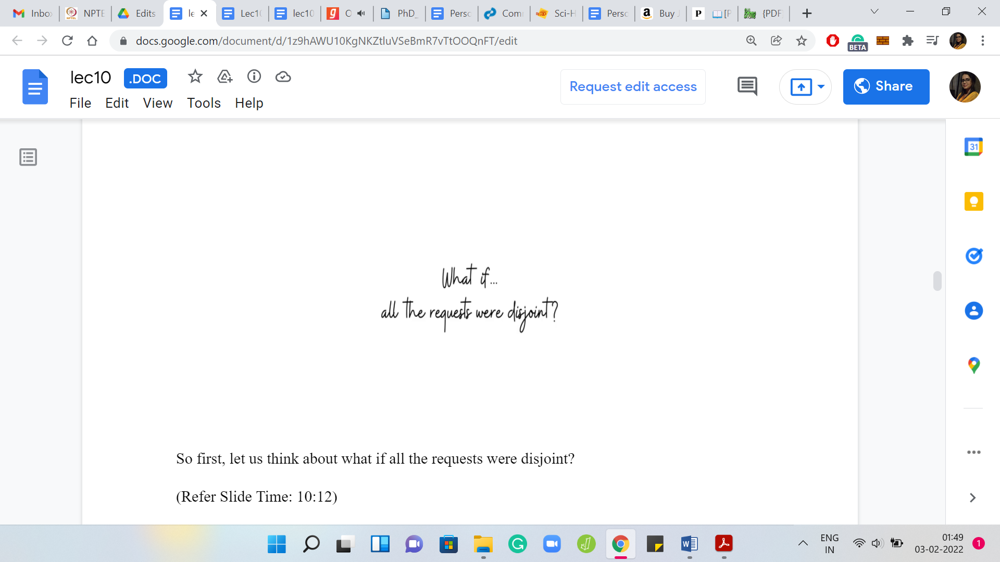 Inbo
NPTE
Edits
le
Lec1
lec10
O
PhD_
Perso
Com
Sci-H
Perso
Buy J
[P
{PDF
docs.google.com/document/d/1z9hAWU10KgNKZtluVSeBmR7vTtOOQnFT/edit
BETA
lec10 .DOC
Request edit access
Share
File Edit View Tools Help
31
What if...
all the requests were disjoint?
So first, let us think about what if all the requests were disjoint?
(Refer Slide Time: 10:12)
ENG
IN
01:49
03-02-2022
1